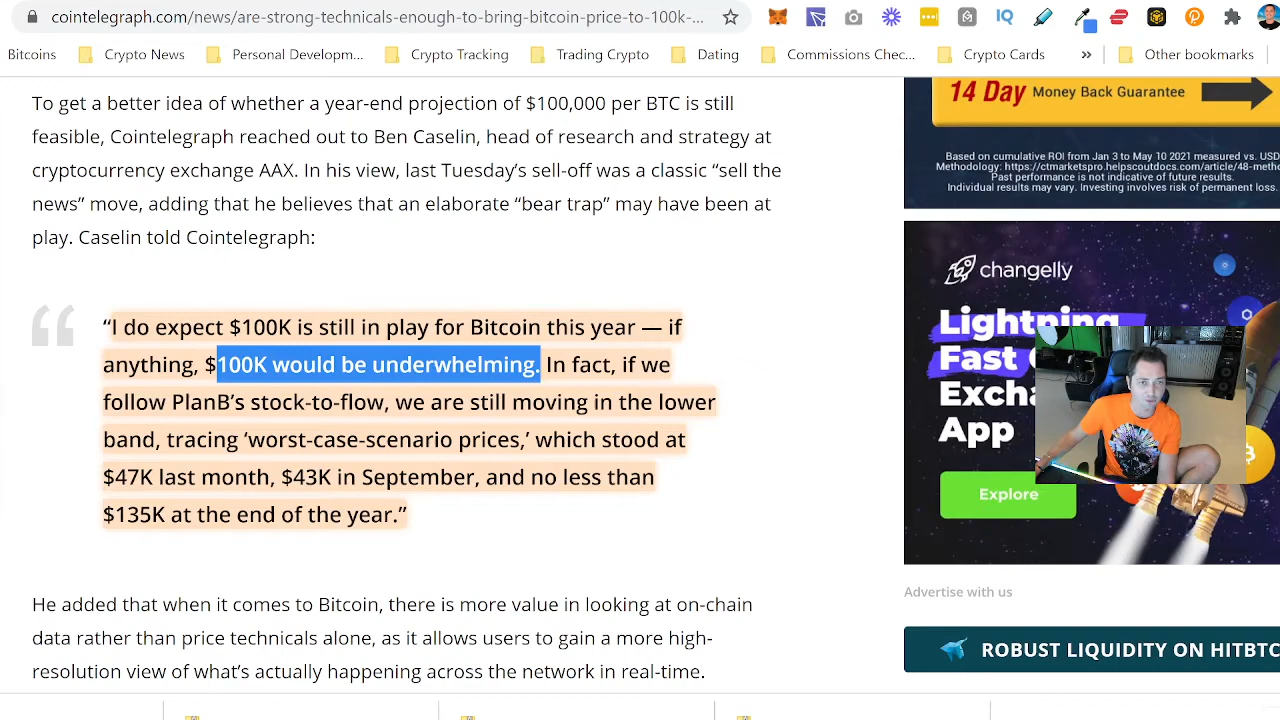 cointelegraph.com/news/are-strong-technicals-enough-to-bring-bitcoin-price-to-100k-...
IQ
Bitcoins
Crypto News
Personal Developm...
Crypto Tracking
Trading Crypto
Dating
Commissions Chec...
Crypto Cards
»
Other bookmarks
To get a better idea of whether a year-end projection of $100,000 per BTC is still
feasible, Cointelegraph reached out to Ben Caselin, head of research and strategy at
cryptocurrency exchange AAX. In his view, last Tuesday’s sell-off was a classic “sell the
news” move, adding that he believes that an elaborate “bear trap” may have been at
play. Caselin told Cointelegraph:
“I do expect $100K is still in play for Bitcoin this year — if
anything, $100K would be underwhelming. In fact, if we
follow PlanB’s stock-to-flow, we are still moving in the lower
band, tracing ‘worst-case-scenario prices,’ which stood at
$47K last month, $43K in September, and no less than
$135K at the end of the year.”
He added that when it comes to Bitcoin, there is more value in looking at on-chain
data rather than price technicals alone, as it allows users to gain a more high-
resolution view of what’s actually happening across the network in real-time.
14 Day Money Back Guarantee
Based on cumulative ROI from Jan 3 to May 10 2021 measured vs. USD
Methodology: https://ctmarketspro.helpscoutdocs.com/article/48-metho
Past performance is not indicative of future results.
Individual results may vary. Investing involves risk of permanent loss.
changelly
Lightning
Fast
Excha
App
Explore
Advertise with us
ROBUST LIQUIDITY ON HITBTC